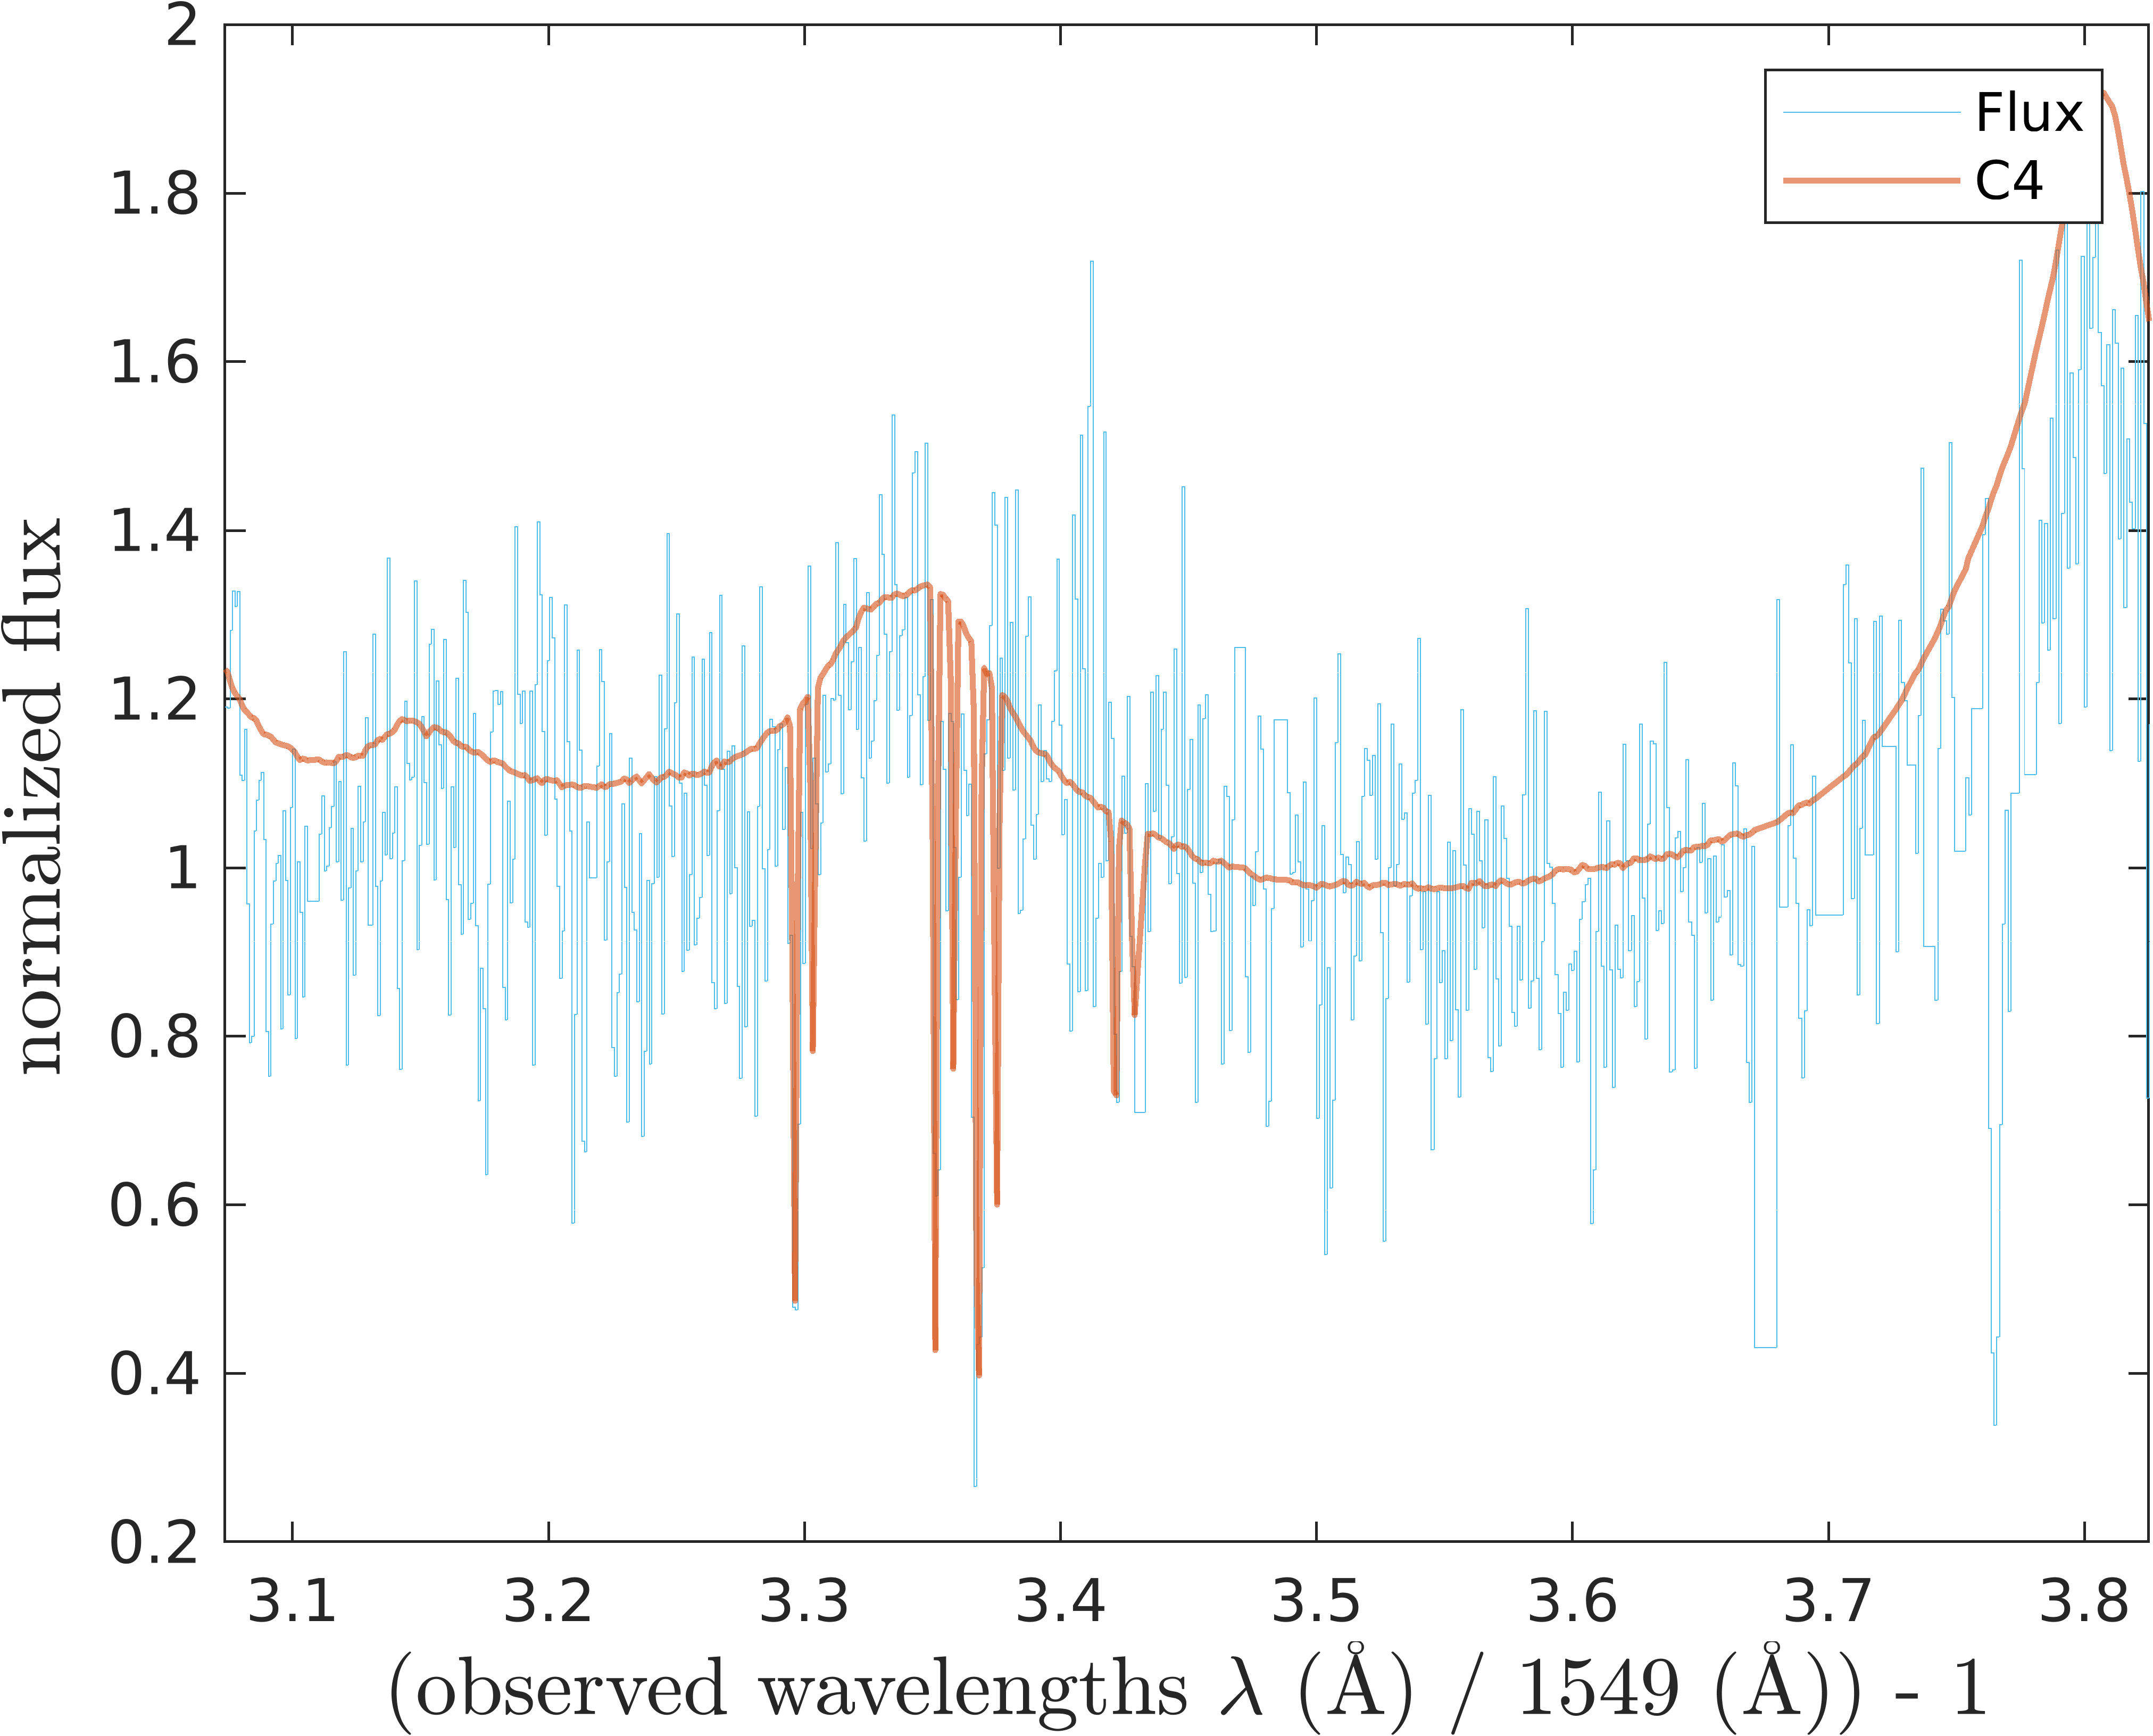 2
1.8
1.6
1.4
1.2
1
0.8
0.6
0.4
0.2
normalized flux
Flux
C4
3.1 3.2 3.3 3.4 3.5 3.6 3.7 3.8
(observed wavelengths λ (Å) / 1549 (Å)) - 1